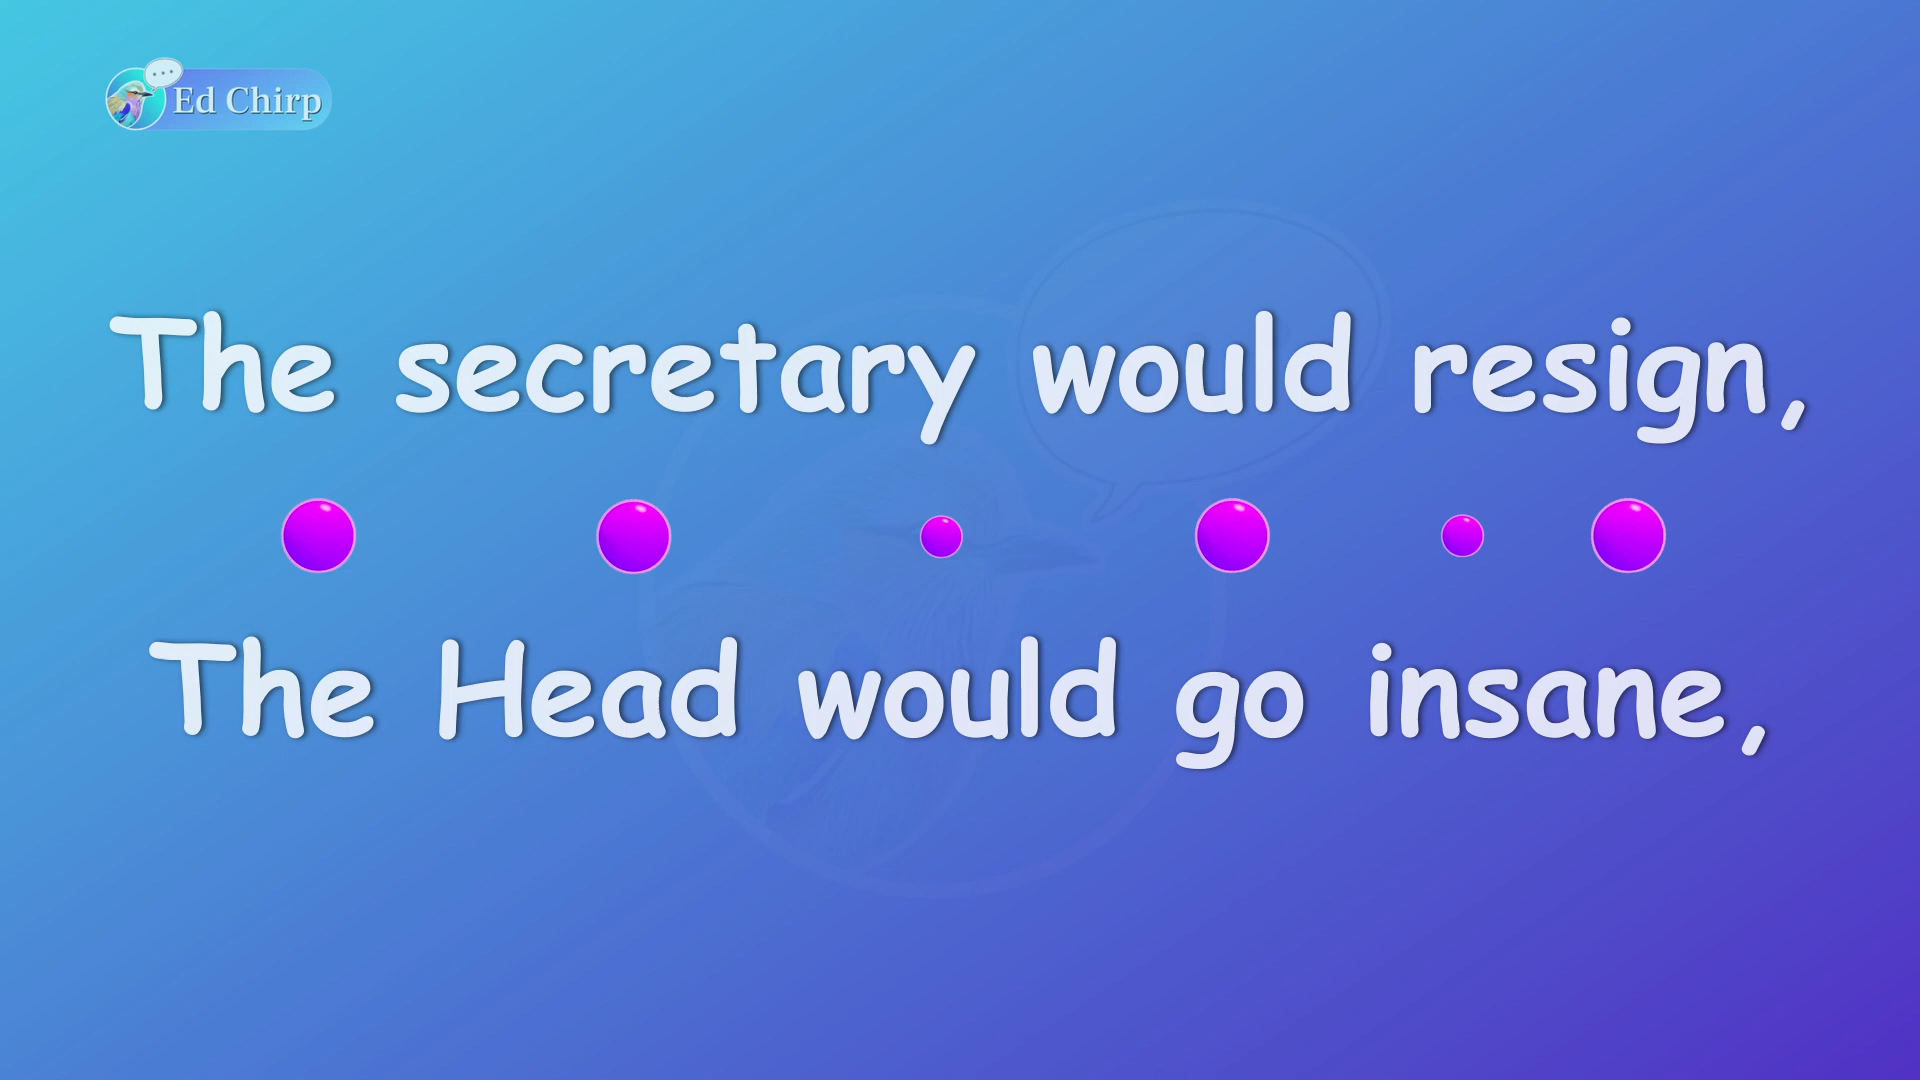 Ed Chirp
The secretary would resign,
The Head would go insane,